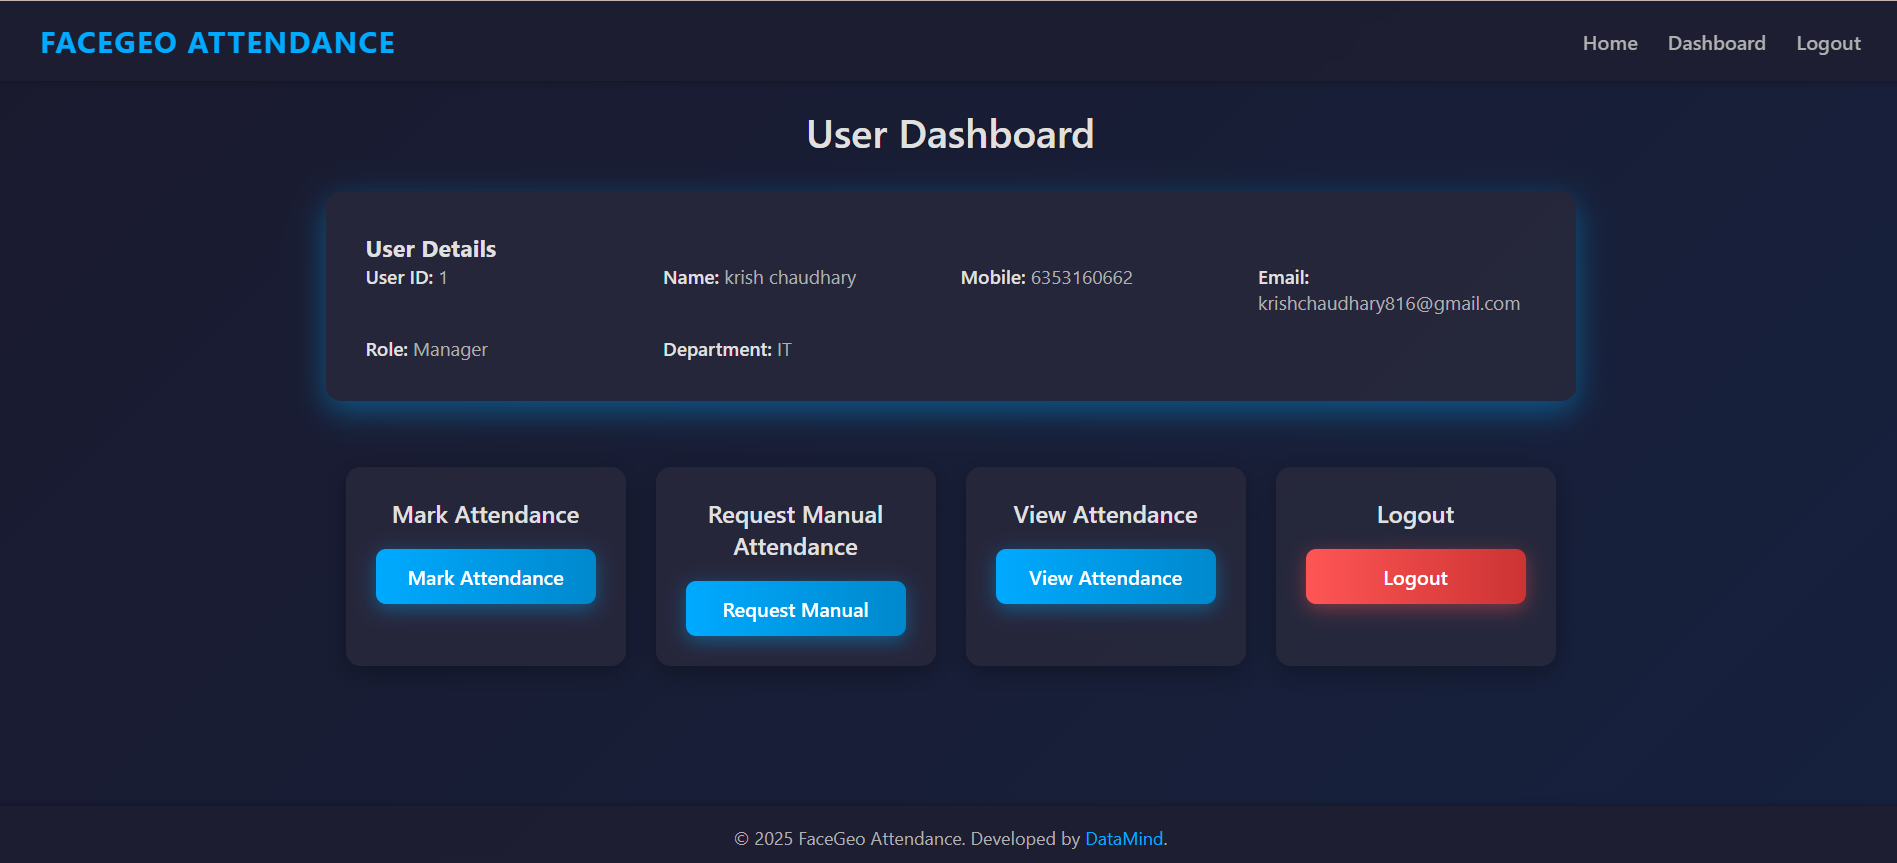 FACEGEO ATTENDANCE
Home Dashboard Logout
User Dashboard
User Details
User ID: 1
Name: krish chaudhary
Mobile: 6353160662
Email:
krishchaudhary816@gmail.com
Role: Manager
Department: IT
Mark Attendance
Mark Attendance
Request Manual
Attendance
Request Manual
View Attendance
View Attendance
Logout
Logout
© 2025 FaceGeo Attendance. Developed by DataMind.